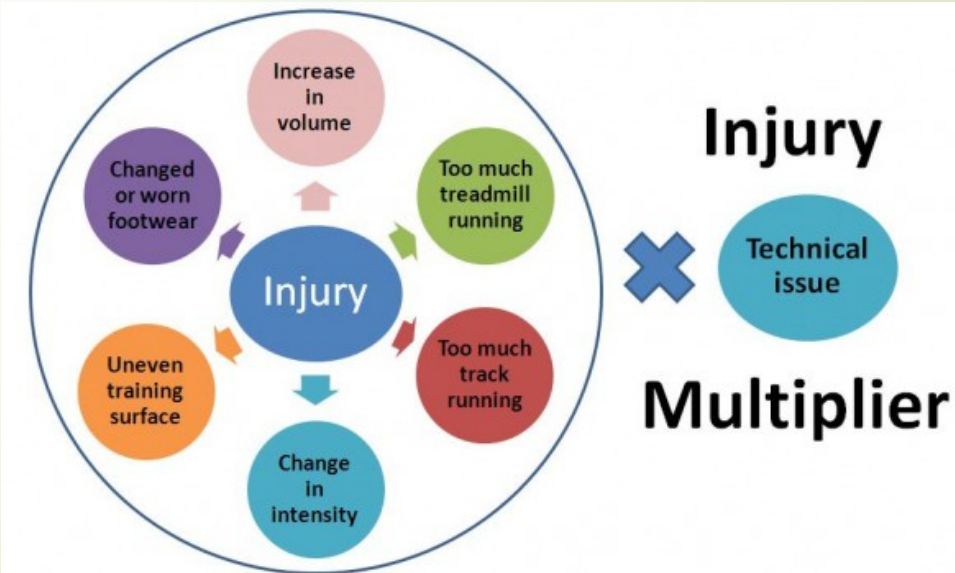 Increase
in
volume
Too much
treadmill
running
Too much
track
running
Change
in
intensity
Uneven
training
surface
Changed
or worn
footwear
Injury
Injury
Technical
issue
Multiplier